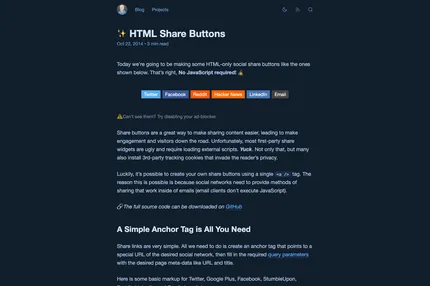 Blog Projects
✨ HTML Share Buttons
Oct 22, 2014 • 5 min read
Today we're going to be making some HTML-only social share buttons like the ones
shown below. That's right, No JavaScript required! 👍
Twitter Facebook Reddit Hacker News LinkedIn Email
⚠️Can't see them? Try disabling your ad-blocker.
Share buttons are a great way to make sharing content easier, leading to make
engagement and visitors down the road. Unfortunately, most first-party share
widgets are ugly and require loading external scripts. Yuck. Not only that, but many
also install 3rd-party tracking cookies that invade the reader's privacy.
Luckily, it's possible to create your own share buttons using a single <a /> tag. The
reason this is possible is because social networks need to provide methods of
sharing that work inside of emails (email clients don't execute JavaScript).
🔗 The full source code can be downloaded on GitHub
A Simple Anchor Tag is All You Need
Share links are very simple. All we need to do is create an anchor tag that points to a
special URL of the desired social network, then fill in the required query parameters
with the desired page meta-data like URL and title.
Here is some basic markup for Twitter, Google Plus, Facebook, StumbleUpon,